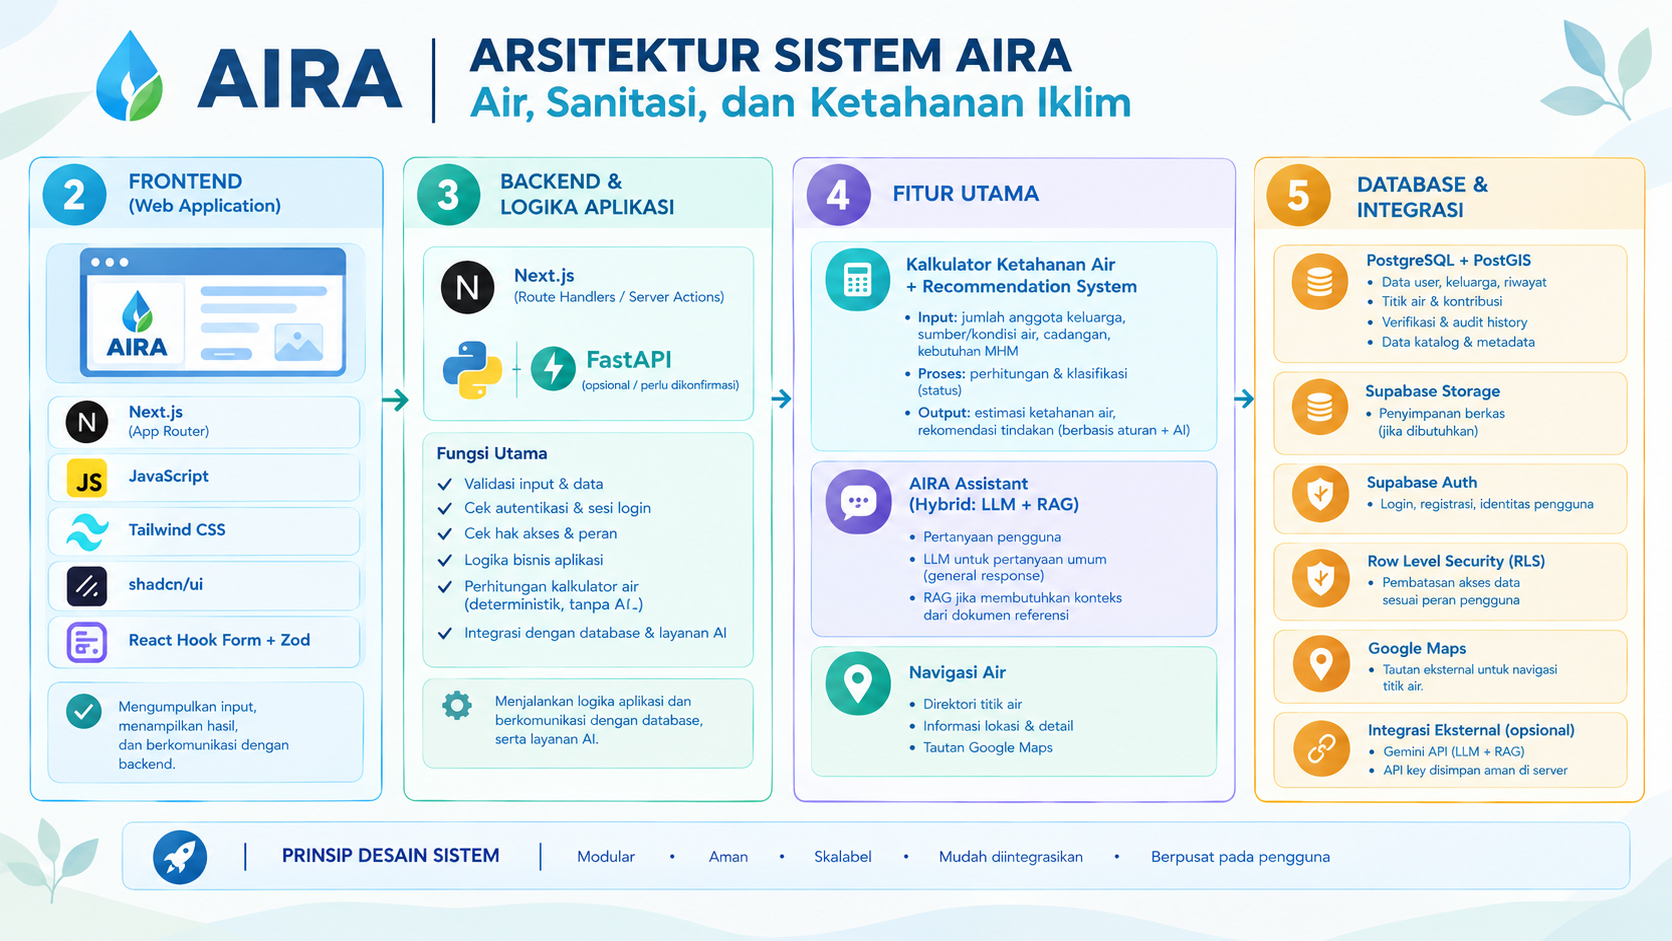 AIRA
ARSITEKTUR SISTEM AIRA
Air, Sanitasi, dan Ketahanan Iklim
2
FRONTEND
(Web Application)
AIRA
N
Next.js
(App Router)
JS
JavaScript
Tailwind CSS
shadcn/ui
React Hook Form + Zod
Mengumpulkan input,
menampilkan hasil,
dan berkomunikasi dengan
backend.
3
BACKEND &
LOGIKA APLIKASI
N
Next.js
(Route Handlers / Server Actions)
FastAPI
(opsional / perlu dikonfirmasi)
Fungsi Utama
Validasi input & data
Cek autentikasi & sesi login
Cek hak akses & peran
Logika bisnis aplikasi
Perhitungan kalkulator air
(deterministik, tanpa
Integrasi dengan database & layanan AI
Menjalankan logika aplikasi dan
berkomunikasi dengan database,
serta layanan AI.
4
FITUR UTAMA
Kalkulator Ketahanan Air
+ Recommendation System
• Input: jumlah anggota keluarga,
sumber/kondisi air, cadangan,
kebutuhan MHM
• Proses: perhitungan & klasifikasi
(status)
• Output: estimasi ketahanan air,
rekomendasi tindakan (berbasis aturan + AI)
AIRA Assistant
(Hybrid: LLM + RAG)
• Pertanyaan pengguna
• LLM untuk pertanyaan umum
(general response)
• RAG jika membutuhkan konteks
dari dokumen referensi
Navigasi Air
• Direktori titik air
• Informasi lokasi & detail
• Tautan Google Maps
5
DATABASE &
INTEGRASI
PostgreSQL + PostGIS
• Data user, keluarga, riwayat
• Titik air & kontribusi
• Verifikasi & audit history
• Data katalog & metadata
Supabase Storage
• Penyimpanan berkas
(jika dibutuhkan)
Supabase Auth
• Login, registrasi, identitas pengguna
Row Level Security (RLS)
• Pembatasan akses data
sesuai peran pengguna
Google Maps
• Tautan eksternal untuk navigasi
titik air.
Integrasi Eksternal (opsional)
• Gemini API (LLM + RAG)
• API key disimpan aman di server
PRINSIP DESAIN SISTEM
Modular • Aman • Skalabel • Mudah diintegrasikan • Berpusat pada pengguna